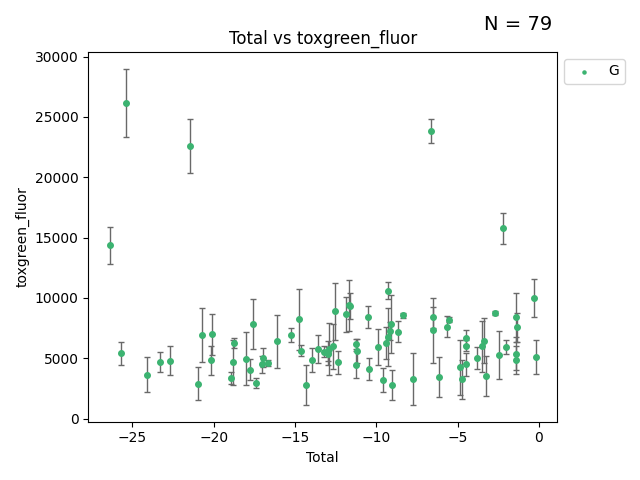 N = 79
Total vs toxgreen_fluor
G
toxgreen_fluor
30000
25000
20000
15000
10000
5000
0
−25
−20
−15
−10
−5
0
Total